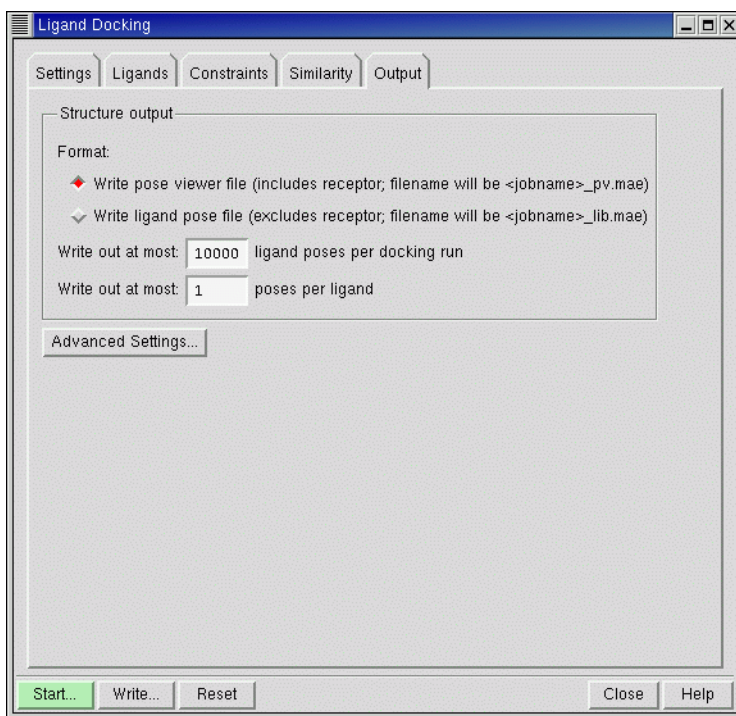 Ligand Docking
Settings Ligands Constraints Similarity Output
Structure output
Format:
Write pose viewer file (includes receptor; filename will be <jobname>_pv.mae)
Write ligand pose file (excludes receptor; filename will be <jobname>_lib.mae)
Write out at most: 10000 ligand poses per docking run
Write out at most: 1 poses per ligand
Advanced Settings...
Start... Write... Reset Close Help